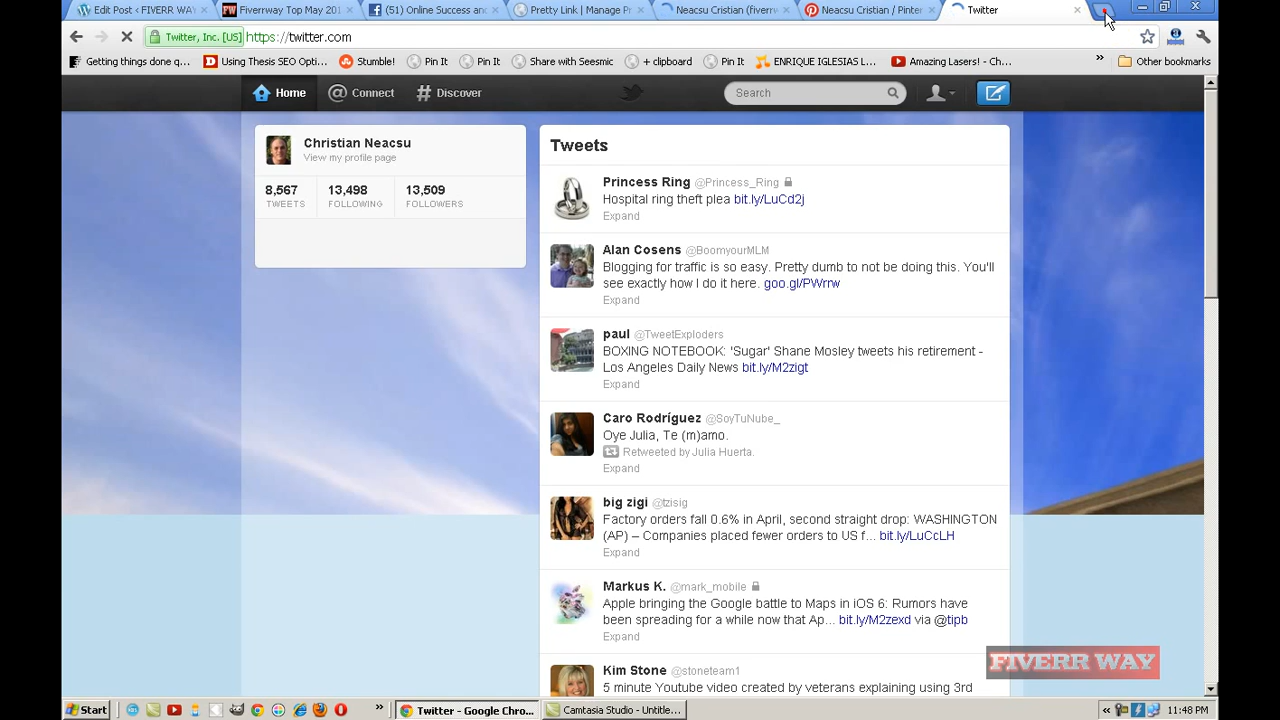 Edit Post ‹ FIVERR WAY
Fiverrway Top May 201
(51) Online Success and
Pretty Link | Manage Pr
Neacsu Cristian (fiverrw
Neacsu Cristian / Pinter
Twitter
Twitter, Inc. [US]
https://twitter.com
Getting things done q...
Using Thesis SEO Opti...
Stumble!
Pin It
Pin It
Share with Seesmic
+ clipboard
Pin It
ENRIQUE IGLESIAS L...
Amazing Lasers! - Ch...
»
Other bookmarks
Home
@ Connect
# Discover
Search
Christian Neacsu
View my profile page
8,567
13,498
13,509
TWEETS
FOLLOWING
FOLLOWERS
Tweets
Princess Ring @Princess_Ring
Hospital ring theft plea bit.ly/LuCd2j
Expand
Alan Cosens @BoomyourMLM
Blogging for traffic is so easy. Pretty dumb to not be doing this. You'll
see exactly how I do it here. goo.gl/PWrrw
Expand
paul @TweetExploders
BOXING NOTEBOOK: 'Sugar' Shane Mosley tweets his retirement -
Los Angeles Daily News bit.ly/M2zigt
Expand
Caro Rodríguez @SoyTuNube_
Oye Julia, Te (m)amo.
Retweeted by Julia Huerta.
Expand
big zigi @tzisig
Factory orders fall 0.6% in April, second straight drop: WASHINGTON
(AP) – Companies placed fewer orders to US f... bit.ly/LuCcLH
Expand
Markus K. @mark_mobile
Apple bringing the Google battle to Maps in iOS 6: Rumors have
been spreading for a while now that Ap... bit.ly/M2zexd via @tipb
Expand
Kim Stone @stoneteam1
5 minute Youtube video created by veterans explaining using 3rd
FIVERR WAY
Start
»
Twitter - Google Chro...
Camtasia Studio - Untitle...
«
11:48 PM